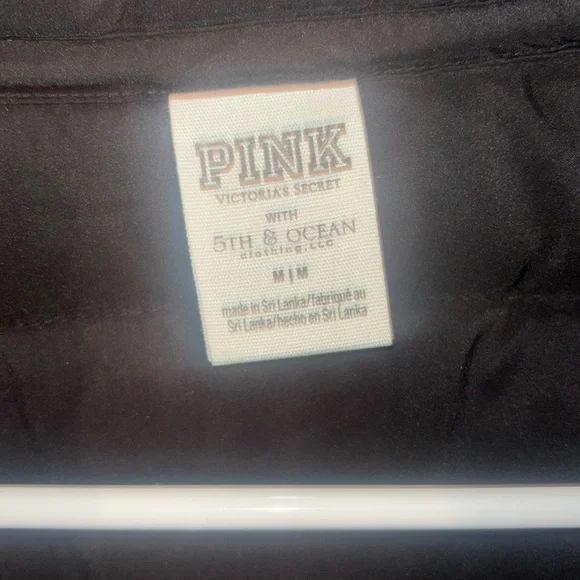 PINK
VICTORIA'S SECRET
WITH
5TH & OCEAN
clothing, LLC
M|M
made in Sri Lanka/fabriqué au
Sri Lanka/hecho en Sri Lanka